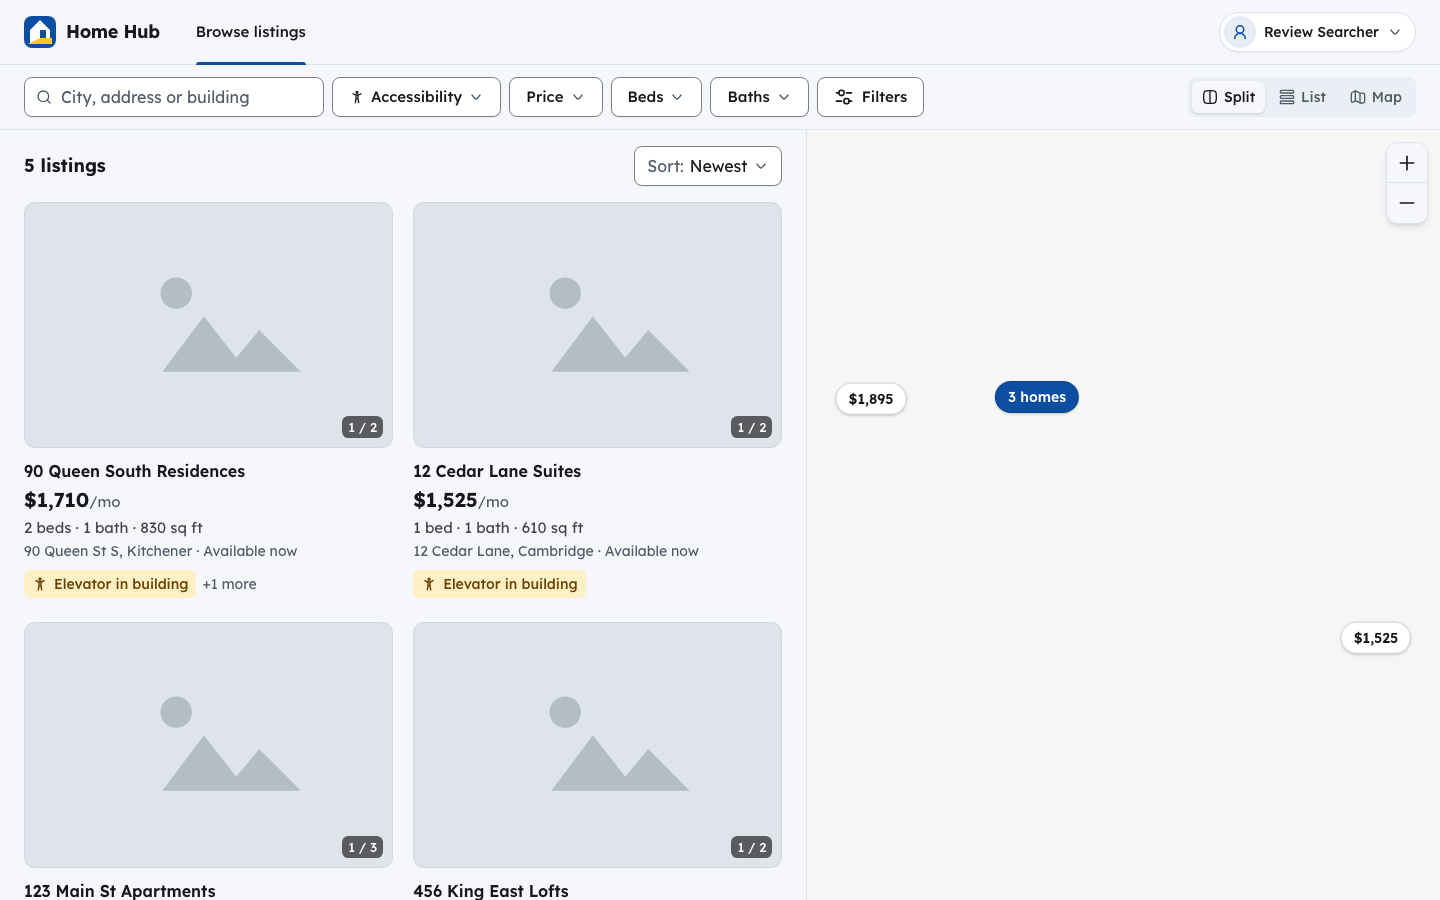 Home Hub
Browse listings
Review Searcher
City, address or building
Accessibility
Price
Beds
Baths
Filters
Split
List
Map
5 listings
Sort: Newest
1 / 2
1 / 2
90 Queen South Residences
$1,710/mo
2 beds · 1 bath · 830 sq ft
90 Queen St S, Kitchener · Available now
Elevator in building +1 more
12 Cedar Lane Suites
$1,525/mo
1 bed · 1 bath · 610 sq ft
12 Cedar Lane, Cambridge · Available now
Elevator in building
1 / 3
1 / 2
123 Main St Apartments
456 King East Lofts
$1,895
3 homes
$1,525